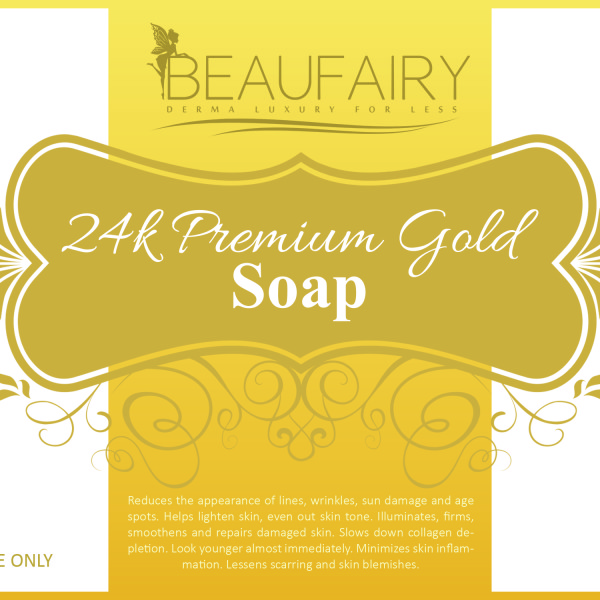 BEAUFAIRY
DERMA LUXURY FOR LESS
24k Premium Gold
Soap
Reduces the appearance of lines, wrinkles, sun damage and age
spots. Helps lighten skin, even out skin tone. Illuminates, firms,
smoothens and repairs damaged skin. Slows down collagen de-
pletion. Look younger almost immediately. Minimizes skin inflam-
mation. Lessens scarring and skin blemishes.
E ONLY